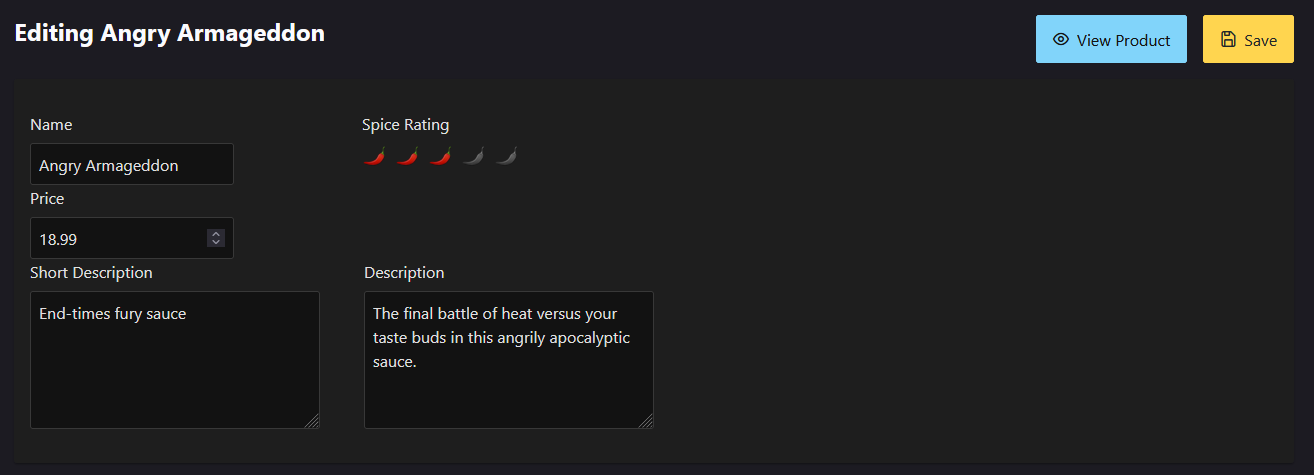 Editing Angry Armageddon
View Product
Save
Name
Spice Rating
Angry Armageddon
Price
18.99
Short Description
Description
End-times fury sauce
The final battle of heat versus your
taste buds in this angrily apocalyptic
sauce.